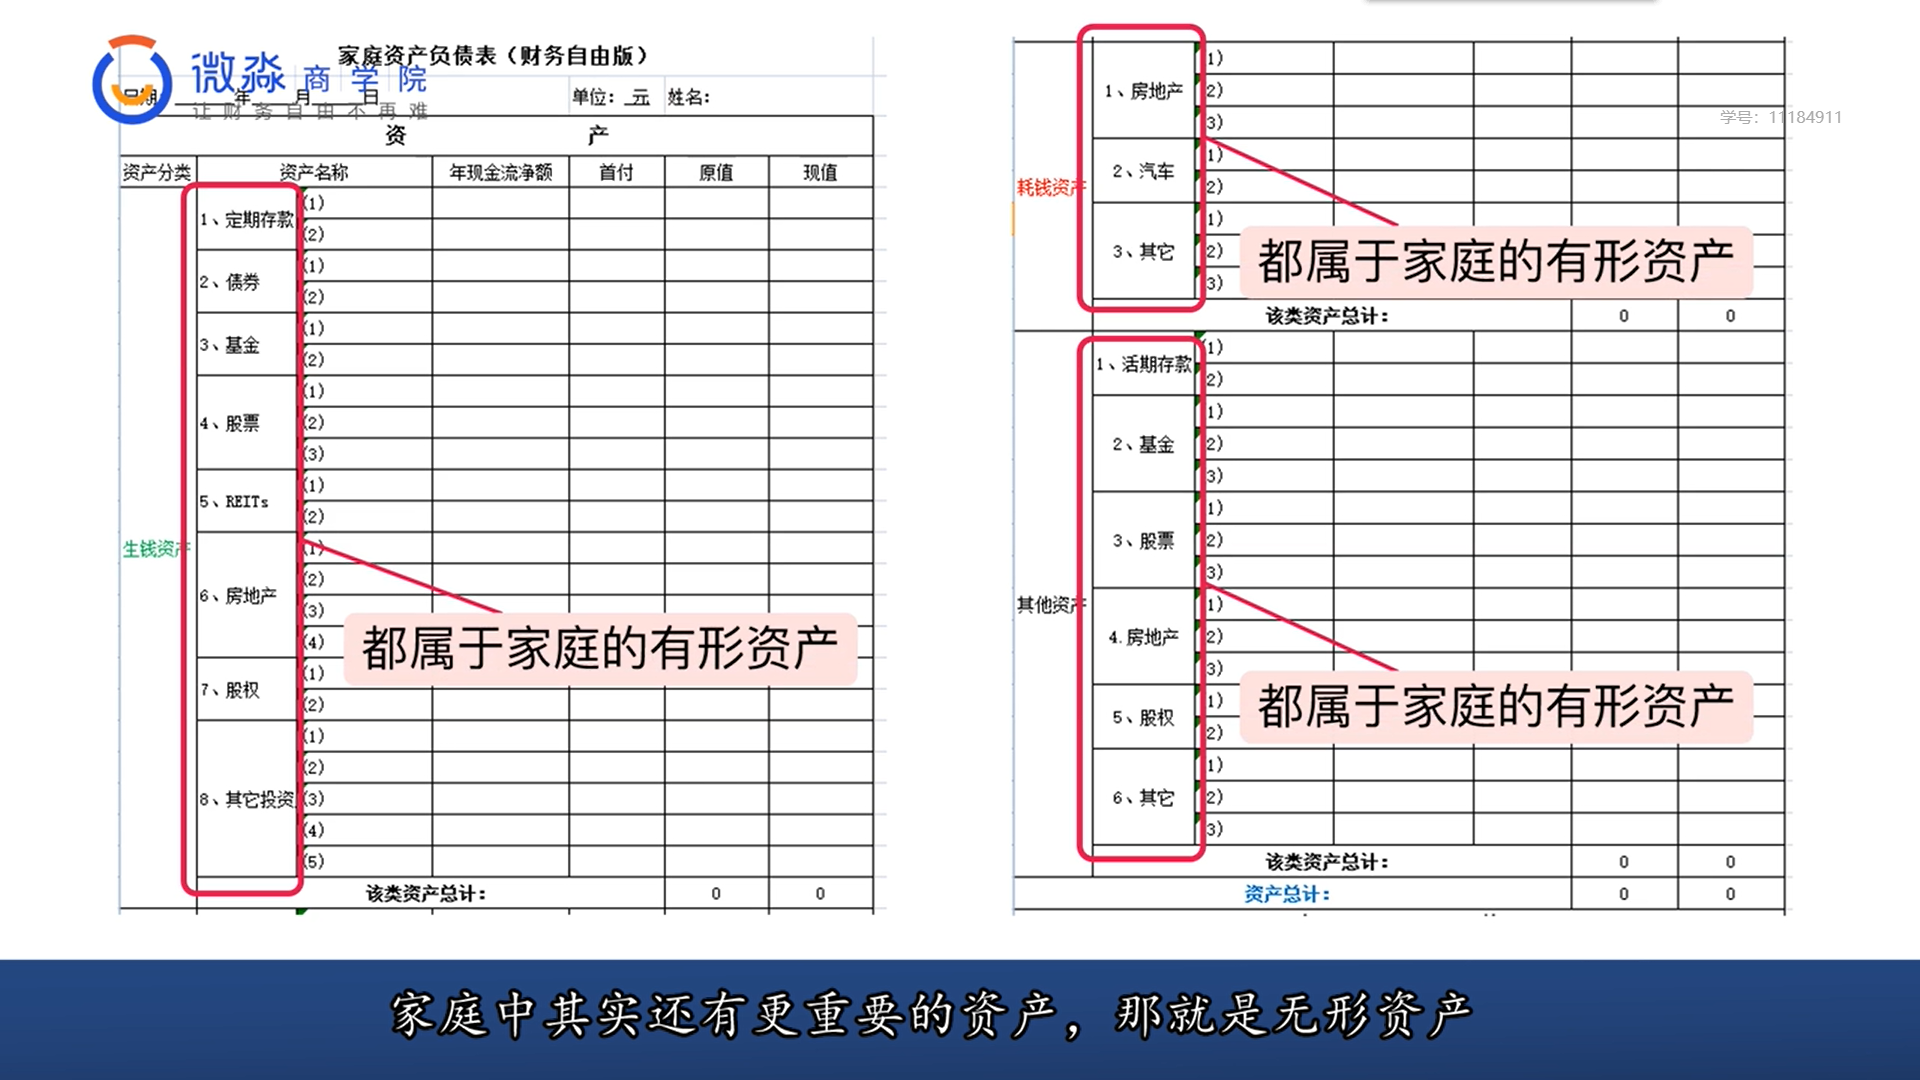 微淼商学院
让财务自由不再难
家庭资产负债表（财务自由版）
日期：____年____月____日 单位：元 姓名：
资 产
资产分类 资产名称 年现金流净额 首付 原值 现值
生钱资产
1、定期存款 (1)
(2)
2、债券 (1)
(2)
3、基金 (1)
(2)
4、股票 (1)
(2)
(3)
5、REITs (1)
(2)
6、房地产 (1)
(2)
(3)
(4)
7、股权 (1)
(2)
8、其它投资 (1)
(2)
(3)
(4)
(5)
该类资产总计： 0 0
都属于家庭的有形资产
学号：11184911
耗钱资产
1、房地产 1)
2)
3)
2、汽车 1)
2)
3、其它 1)
2)
3)
都属于家庭的有形资产
该类资产总计： 0 0
其他资产
1、活期存款 1)
2)
2、基金 1)
2)
3)
3、股票 1)
2)
3)
4.房地产 1)
2)
3)
5、股权 1)
2)
6、其它 1)
2)
3)
都属于家庭的有形资产
该类资产总计： 0 0
资产总计： 0 0
家庭中其实还有更重要的资产，那就是无形资产